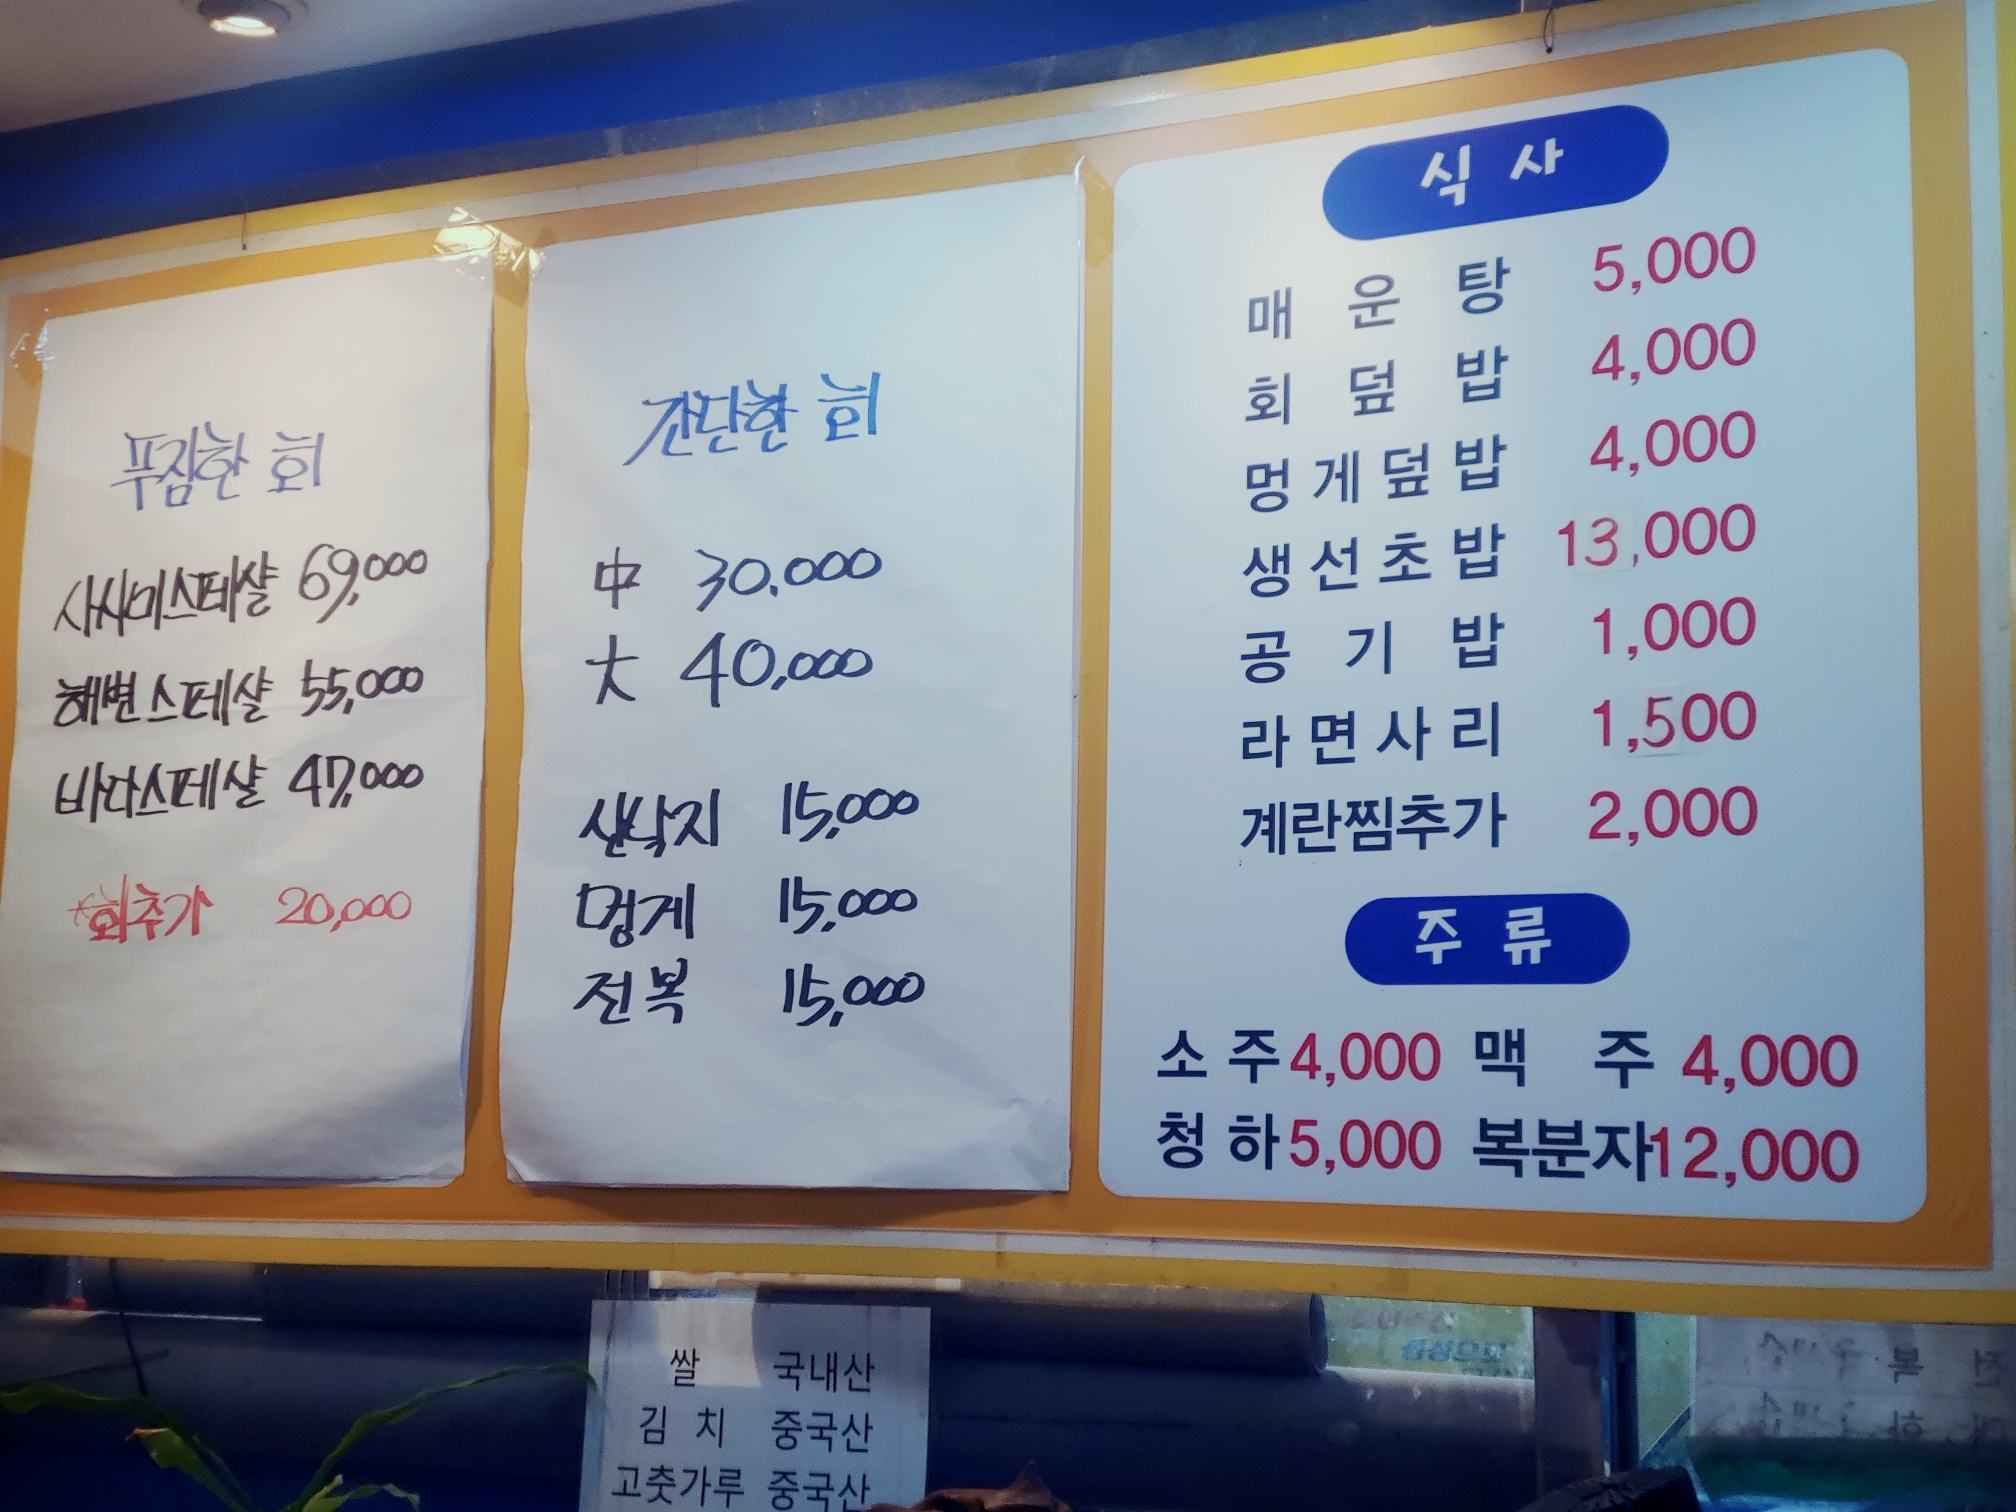 푸짐한 회
사시미스페샬 69,000
해변스페샬 55,000
바다스페샬 47,000
*회추가 20,000
간단한 회
中 30.000
大 40,000
산낙지 15,000
멍게 15,000
전복 15,000
식 사
매 운 탕 5,000
회 덮 밥 4,000
멍게덮밥 4,000
생선초밥 13,000
공 기 밥 1,000
라면사리 1,500
계란찜추가 2,000
주 류
소 주 4,000 맥 주 4,000
청 하 5,000 복분자 12,000
쌀 국내산
김 치 중국산
고춧가루 중국산